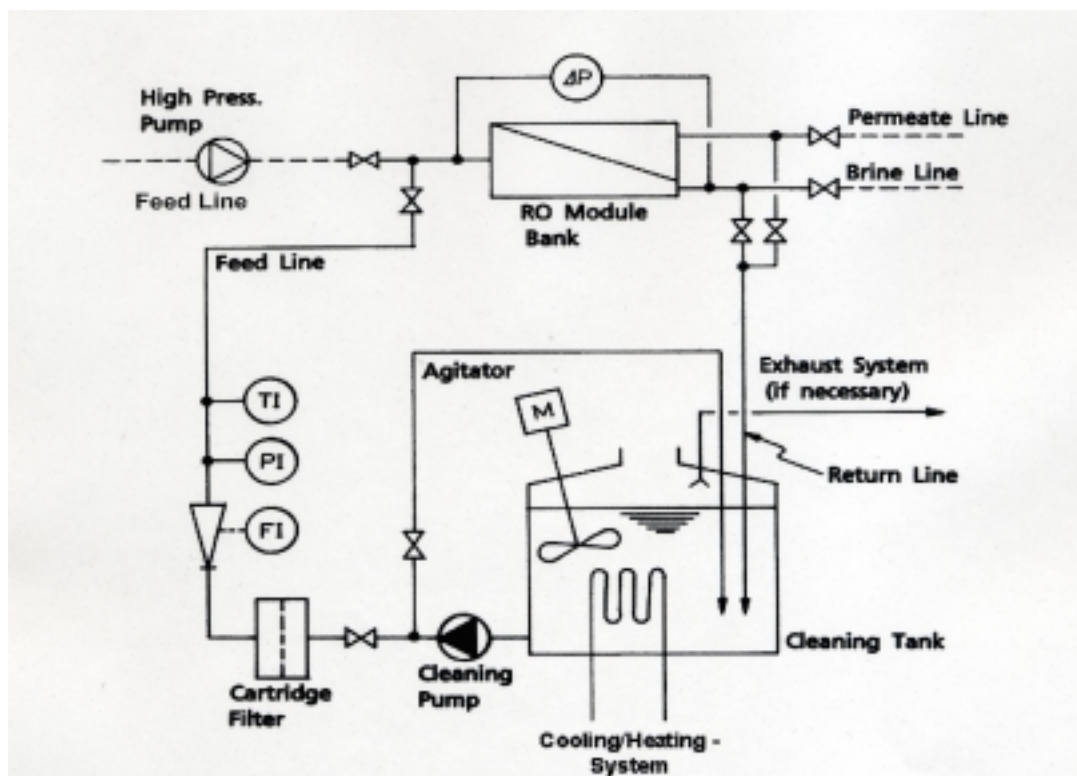 ΔP
High Press.
Pump
Permeate Line
Brine Line
Feed Line
RO Module
Bank
Feed Line
Agitator
Exhaust System
(if necessary)
M
TI
PI
Return Line
FI
Cleaning Tank
Cleaning
Pump
Cartridge
Filter
Cooling/Heating -
System